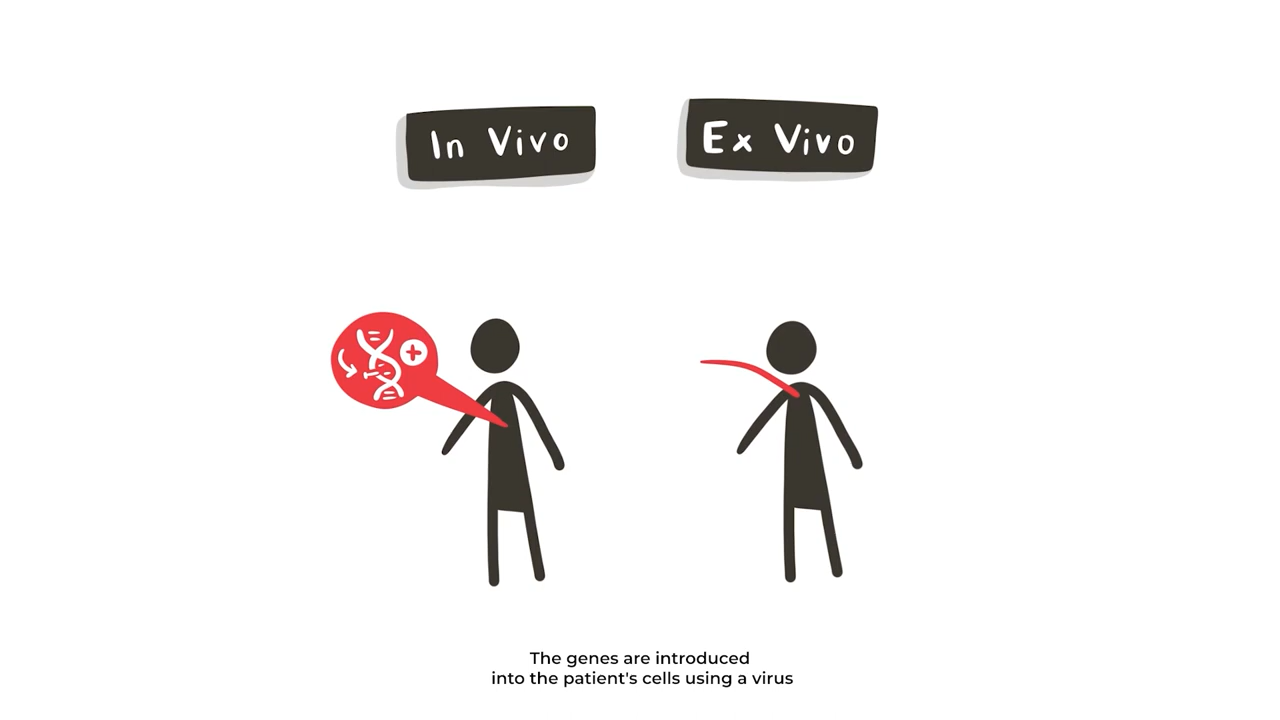 In Vivo
Ex Vivo
The genes are introduced
into the patient's cells using a virus